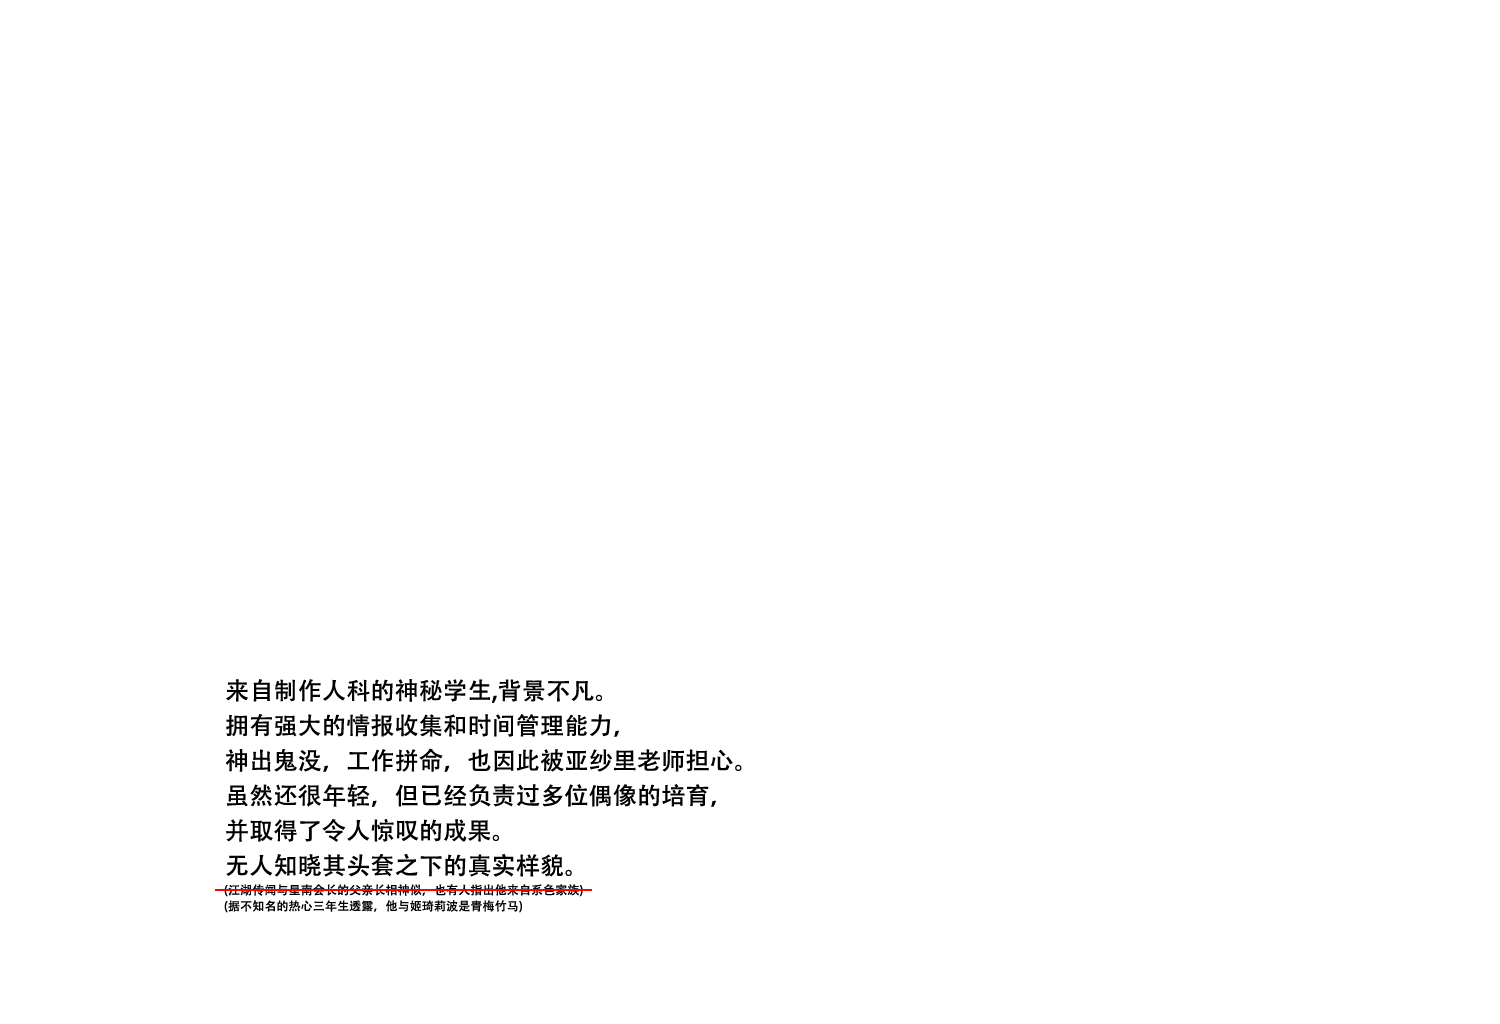 来自制作人科的神秘学生,背景不凡。
拥有强大的情报收集和时间管理能力，
神出鬼没，工作拼命，也因此被亚纱里老师担心。
虽然还很年轻，但已经负责过多位偶像的培育，
并取得了令人惊叹的成果。
无人知晓其头套之下的真实样貌。
(江湖传闻与星南会长的父亲长相神似，也有人指出他来自系色家族)
(据不知名的热心三年生透露，他与姬琦莉波是青梅竹马)